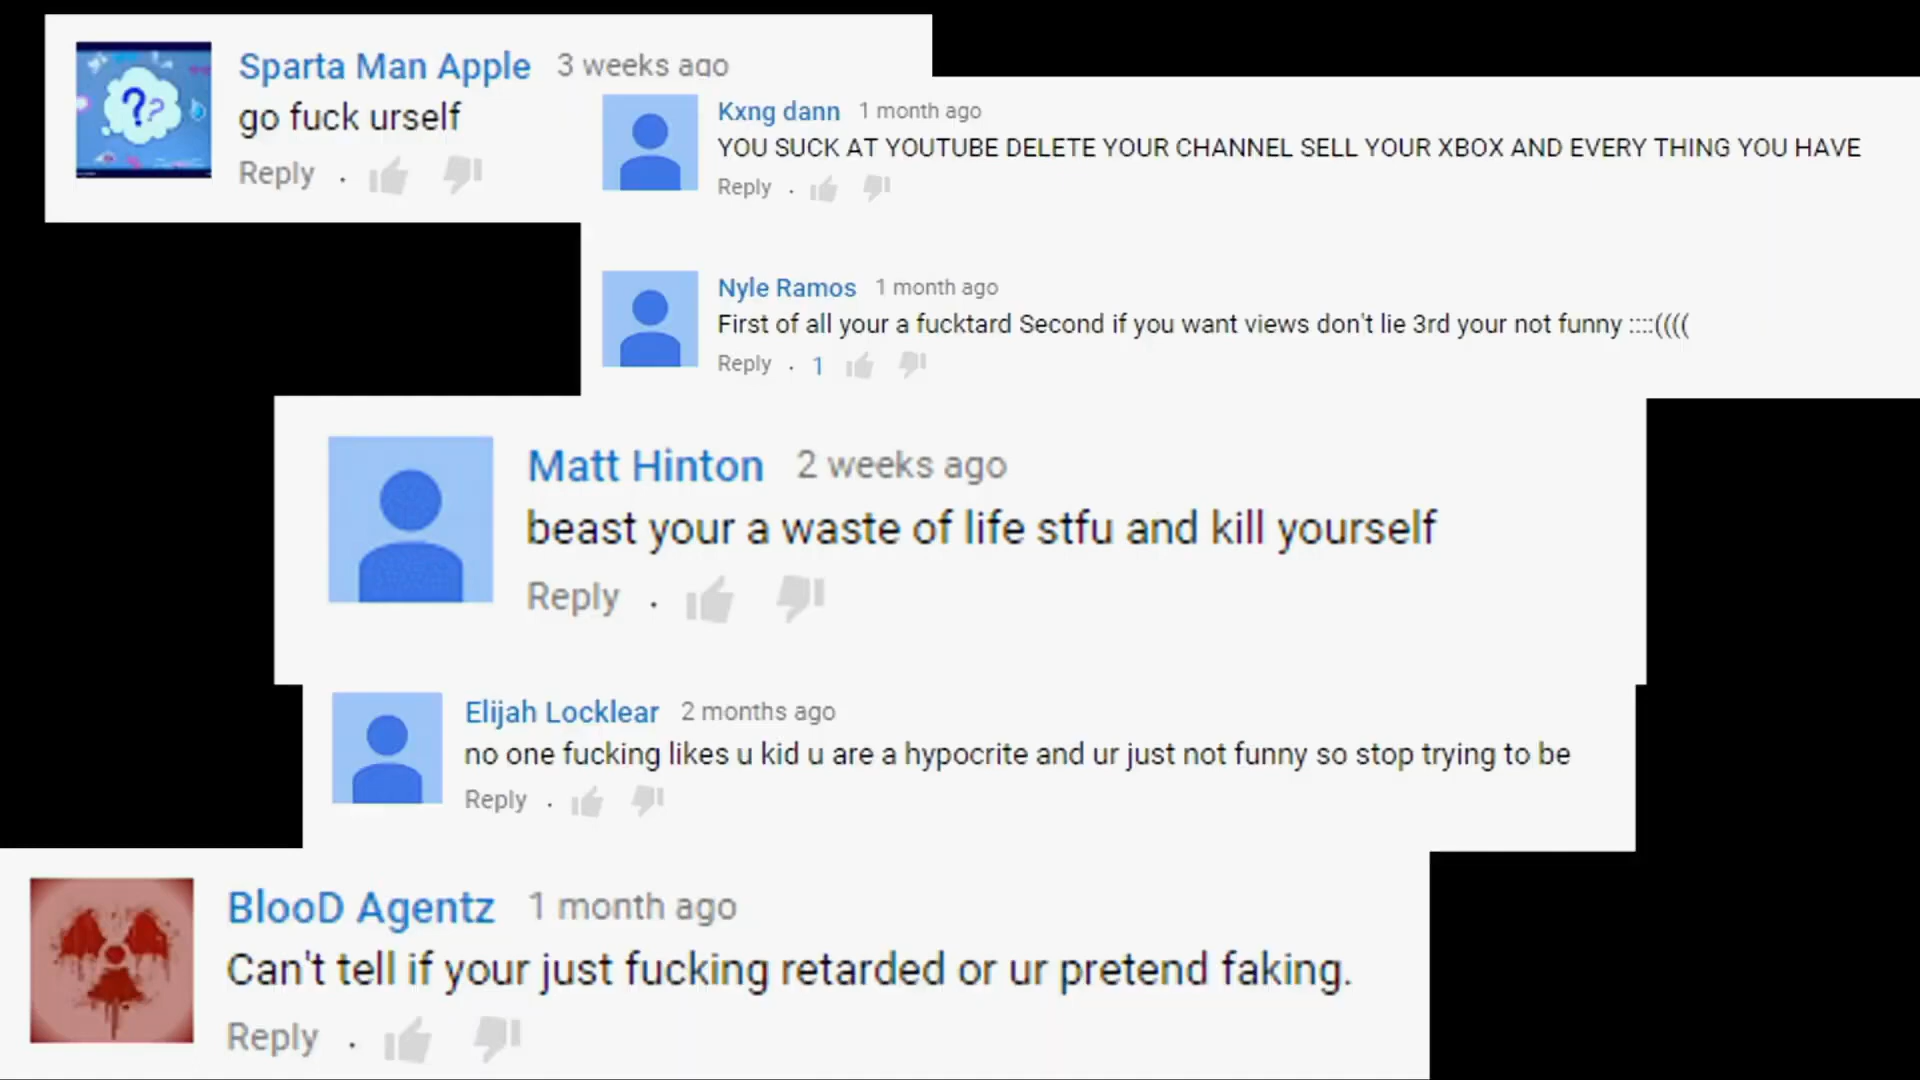 Sparta Man Apple 3 weeks ago
go fuck urself
Reply .
Kxng dann 1 month ago
YOU SUCK AT YOUTUBE DELETE YOUR CHANNEL SELL YOUR XBOX AND EVERY THING YOU HAVE
Reply .
Nyle Ramos 1 month ago
First of all your a fucktard Second if you want views don't lie 3rd your not funny ::::((((
Reply . 1
Matt Hinton 2 weeks ago
beast your a waste of life stfu and kill yourself
Reply .
Elijah Locklear 2 months ago
no one fucking likes u kid u are a hypocrite and ur just not funny so stop trying to be
Reply .
BlooD Agentz 1 month ago
Can't tell if your just fucking retarded or ur pretend faking.
Reply .